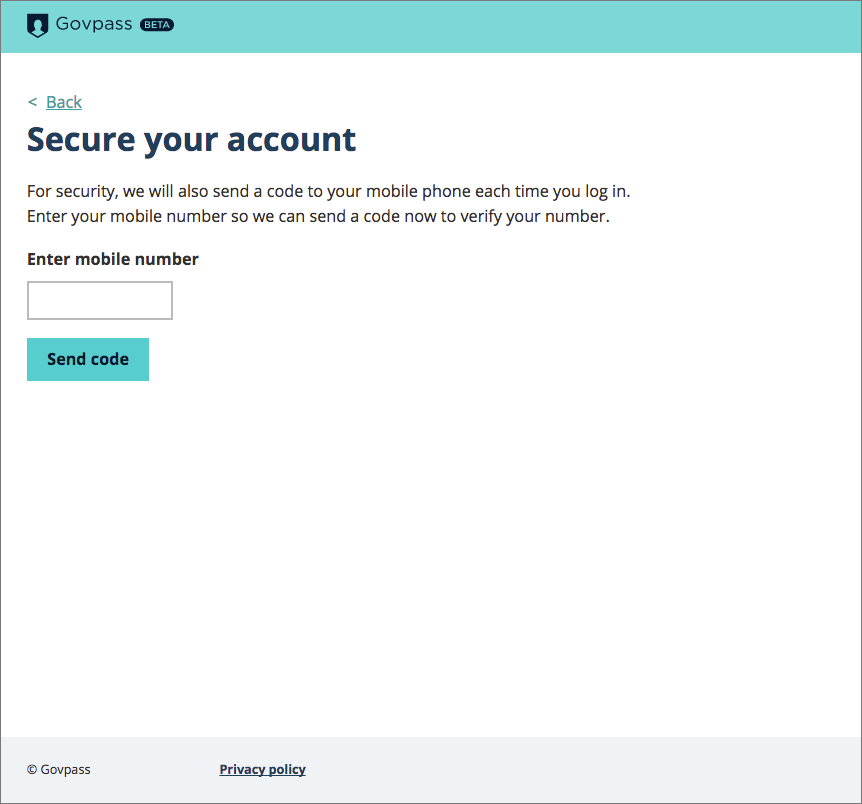 Govpass BETA
< Back
Secure your account
For security, we will also send a code to your mobile phone each time you log in.
Enter your mobile number so we can send a code now to verify your number.
Enter mobile number
Send code
© Govpass Privacy policy